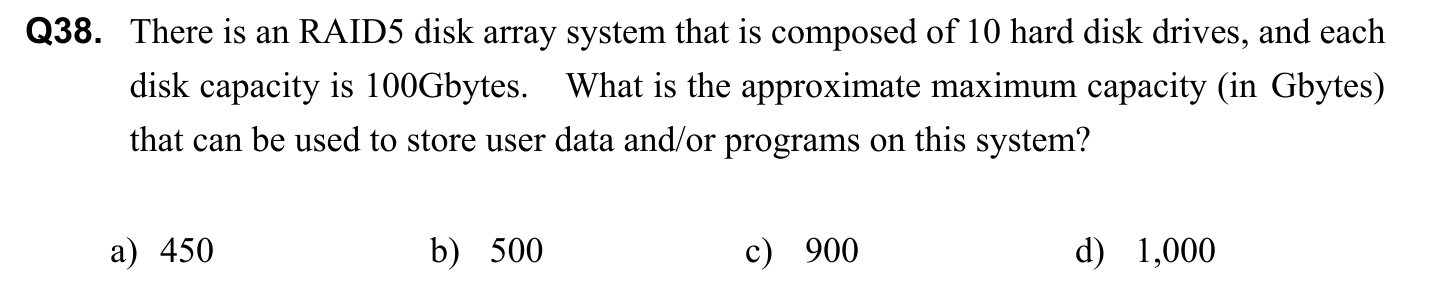 Q38. There is an RAID5 disk array system that is composed of 10 hard disk drives, and each
disk capacity is 100Gbytes. What is the approximate maximum capacity (in Gbytes)
that can be used to store user data and/or programs on this system?
a) 450 b) 500 c) 900 d) 1,000